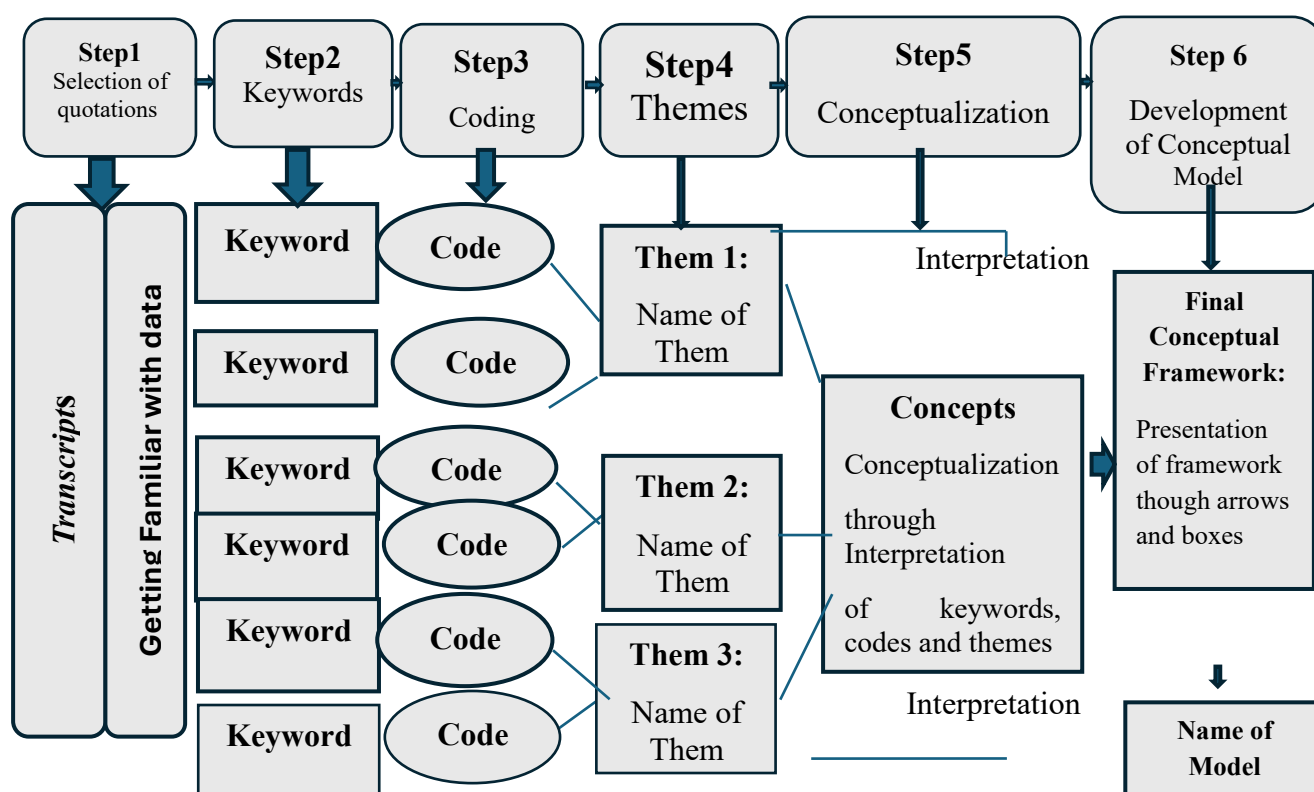 Step1
Selection of
quotations
Step2
Keywords
Step3
Coding
Step4
Themes
Step5
Conceptualization
Step 6
Development
of Conceptual
Model
Transcripts
Getting Familiar with data
Keyword
Keyword
Keyword
Keyword
Keyword
Keyword
Code
Code
Code
Code
Code
Code
Them 1:
Name of
Them
Them 2:
Name of
Them
Them 3:
Name of
Them
Interpretation
Concepts
Conceptualization
through
Interpretation
of keywords,
codes and themes
Interpretation
Final
Conceptual
Framework:
Presentation
of framework
though arrows
and boxes
Name of
Model